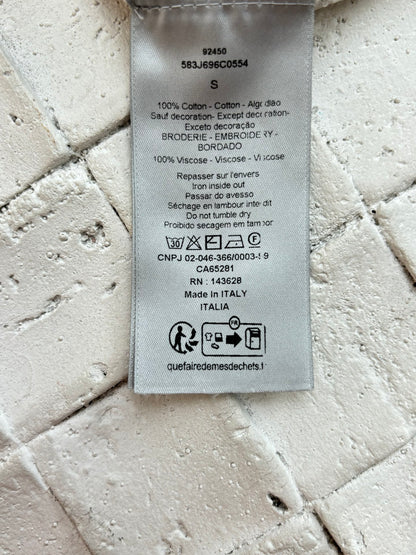 92450
583J696C0554
S
100% Cotton - Cotton - Algodão
Sauf decoration- Except decoration-
Exceto decoração
BRODERIE - EMBROIDERY -
BORDADO
100% Viscose - Viscose - Viscose
Repasser sur l'envers
Iron inside out
Passar do avesso
Séchage en tambour interdit
Do not tumble dry
Proibido secagem em tambor
30 F
CNPJ 02-046-366/0003-59
CA65281
RN : 143628
Made in ITALY
ITALIA
FR
quefairedemesdechets.f